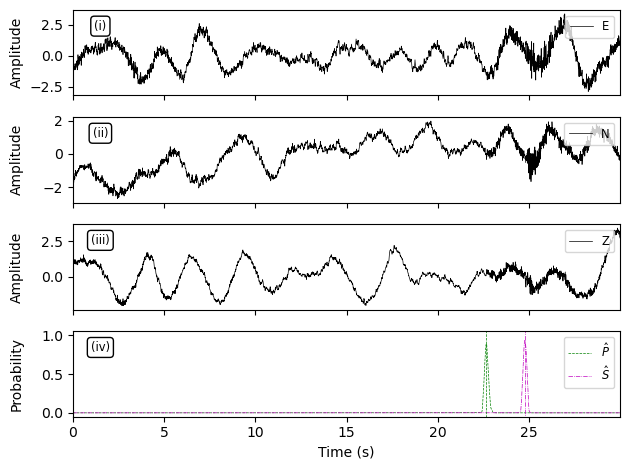 (i)
E
2.5
0.0
−2.5
Amplitude
(ii)
N
2
0
−2
Amplitude
(iii)
Z
2.5
0.0
Amplitude
(iv)
P̂
Ŝ
1.0
0.5
0.0
Probability
0 5 10 15 20 25
Time (s)